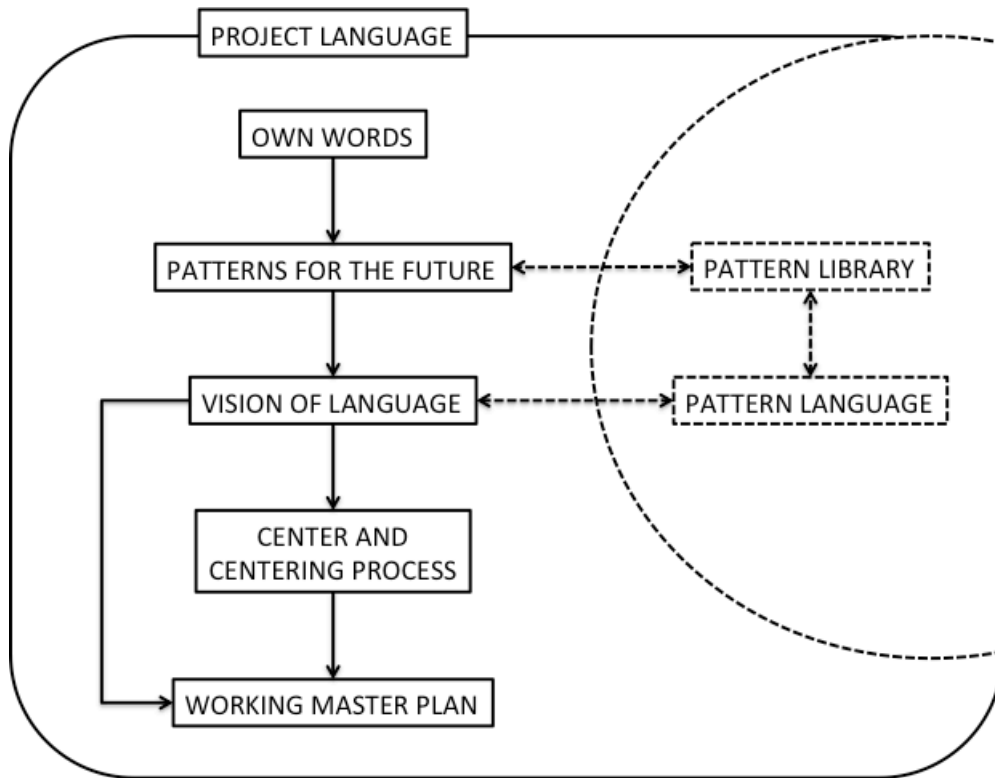 PROJECT LANGUAGE
OWN WORDS
PATTERNS FOR THE FUTURE
PATTERN LIBRARY
VISION OF LANGUAGE
PATTERN LANGUAGE
CENTER AND
CENTERING PROCESS
WORKING MASTER PLAN